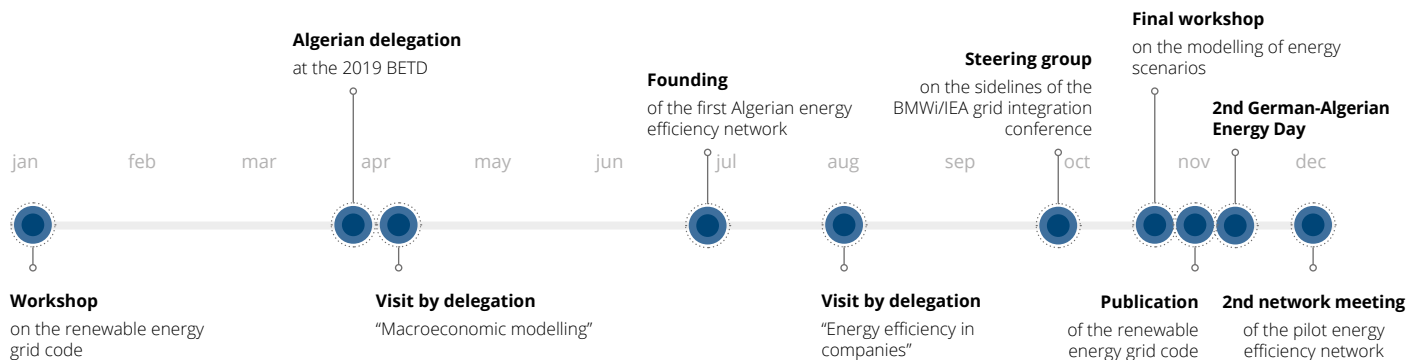 Final workshop
on the modelling of energy
scenarios
Algerian delegation
at the 2019 BETD
Steering group
on the sidelines of the
BMWi/IEA grid integration
conference
Founding
of the first Algerian energy
efficiency network
2nd German-Algerian
Energy Day
jan feb mar apr may jun jul aug sep oct nov dec
Workshop
on the renewable energy
grid code
Visit by delegation
“Macroeconomic modelling”
Visit by delegation
“Energy efficiency in
companies”
Publication
of the renewable
energy grid code
2nd network meeting
of the pilot energy
efficiency network